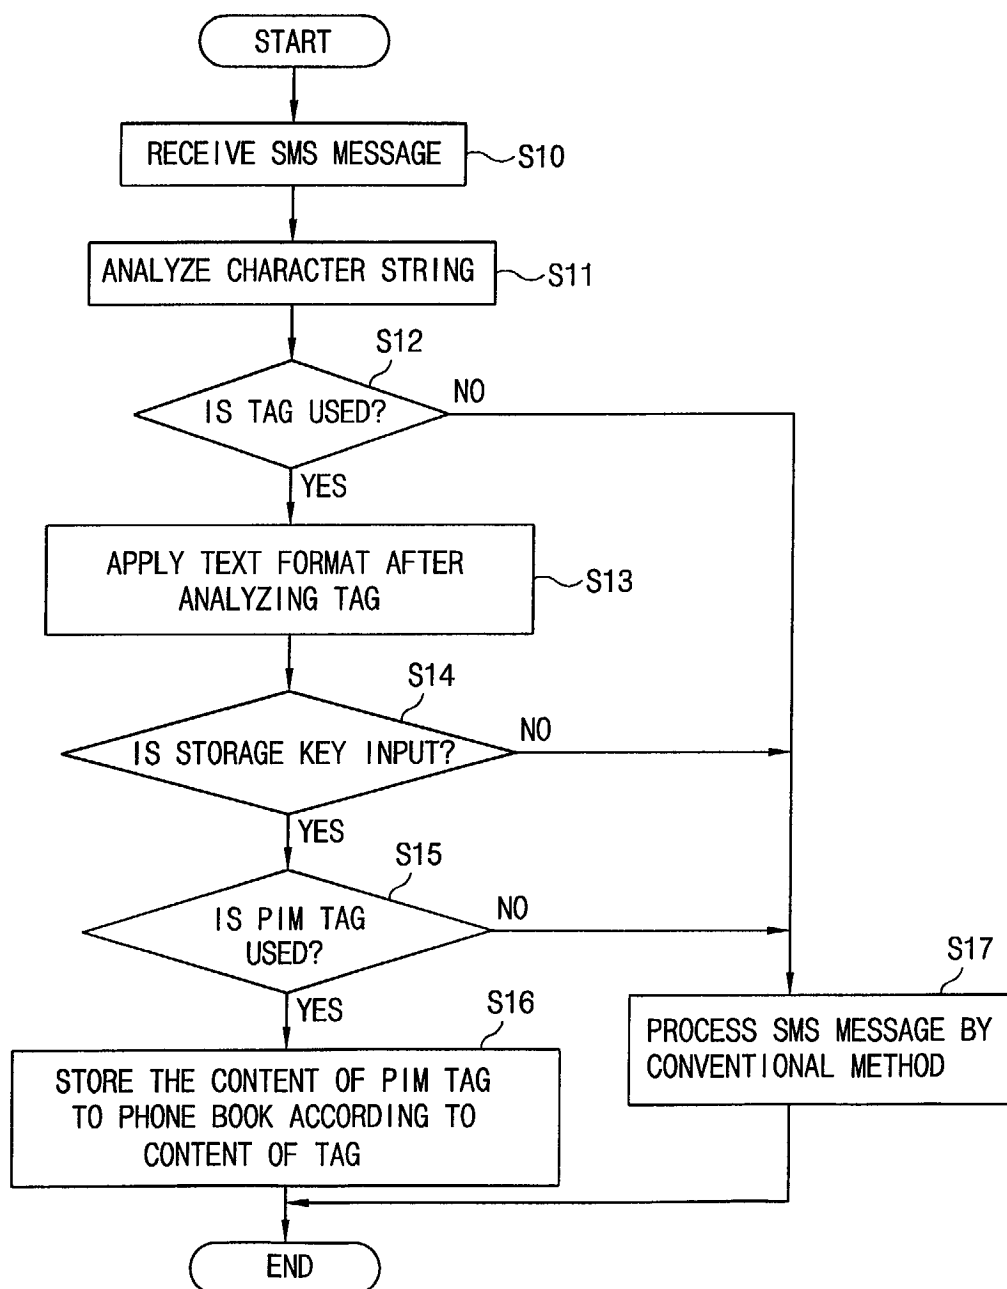 START
RECEIVE SMS MESSAGE
S10
ANALYZE CHARACTER STRING
S11
S12
IS TAG USED?
NO
YES
APPLY TEXT FORMAT AFTER
ANALYZING TAG
S13
S14
IS STORAGE KEY INPUT?
NO
YES
S15
IS PIM TAG
USED?
NO
YES
S16
STORE THE CONTENT OF PIM TAG
TO PHONE BOOK ACCORDING TO
CONTENT OF TAG
S17
PROCESS SMS MESSAGE BY
CONVENTIONAL METHOD
END